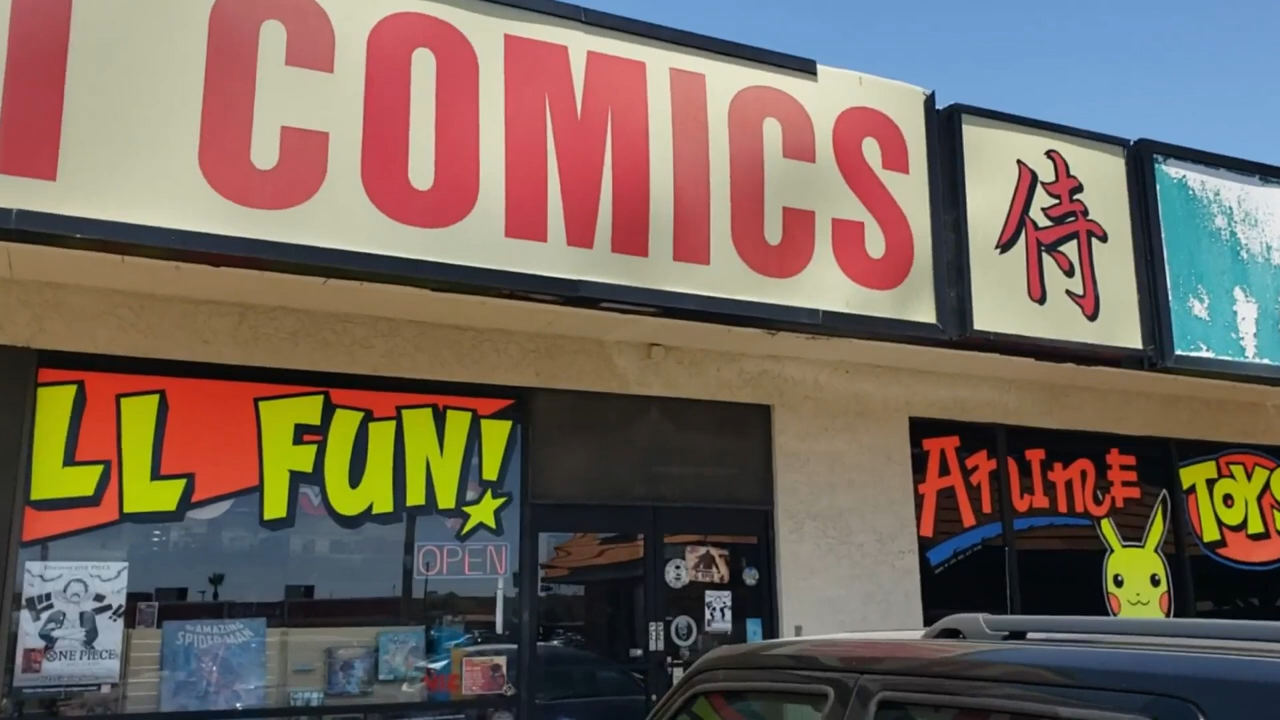 COMICS
侍
LL FUN!
OPEN
ANIME
TOYS
ONE PIECE
THE AMAZING
SPIDER-MAN